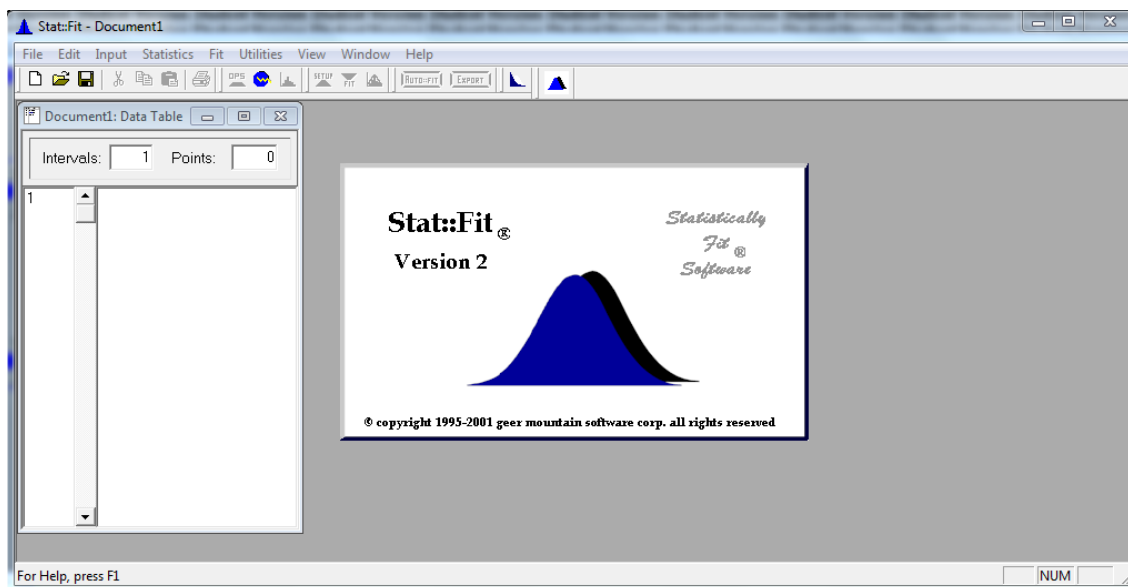 Stat::Fit - Document1
File Edit Input Statistics Fit Utilities View Window Help
OPS SETUP FIT AUTO::FIT EXPORT
Document1: Data Table
Intervals: 1 Points: 0
1
Stat::Fit ®
Version 2
Statistically
Fit ®
Software
© copyright 1995-2001 geer mountain software corp. all rights reserved
For Help, press F1
NUM